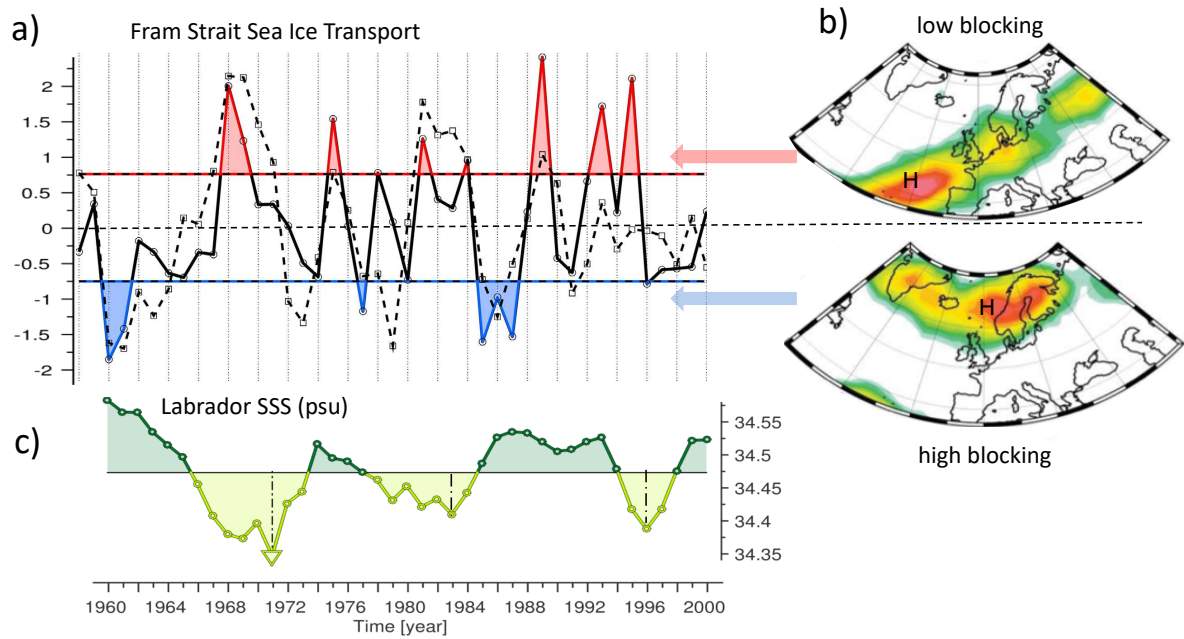 a)
Fram Strait Sea Ice Transport
2
1.5
1
0.5
0
-0.5
-1
-1.5
-2
b)
low blocking
H
H
high blocking
c)
Labrador SSS (psu)
34.55
34.5
34.45
34.4
34.35
1960 1964 1968 1972 1976 1980 1984 1988 1992 1996 2000
Time [year]